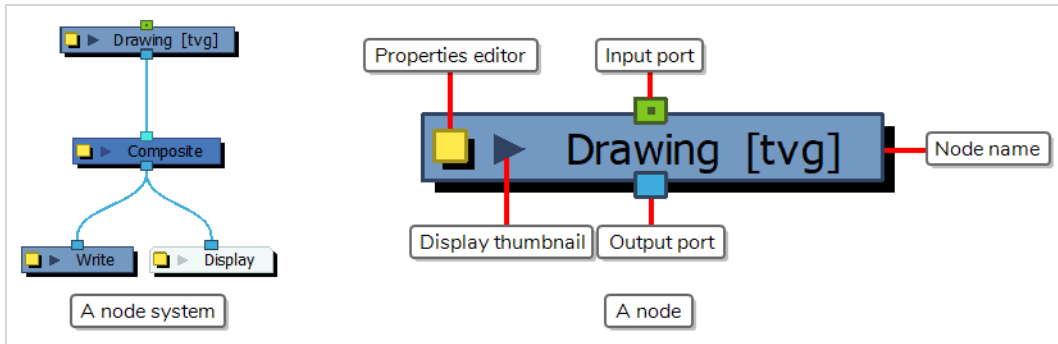 Drawing [tvg]
Composite
Write
Display
A node system
Properties editor
Input port
Drawing [tvg]
Node name
Display thumbnail
Output port
A node